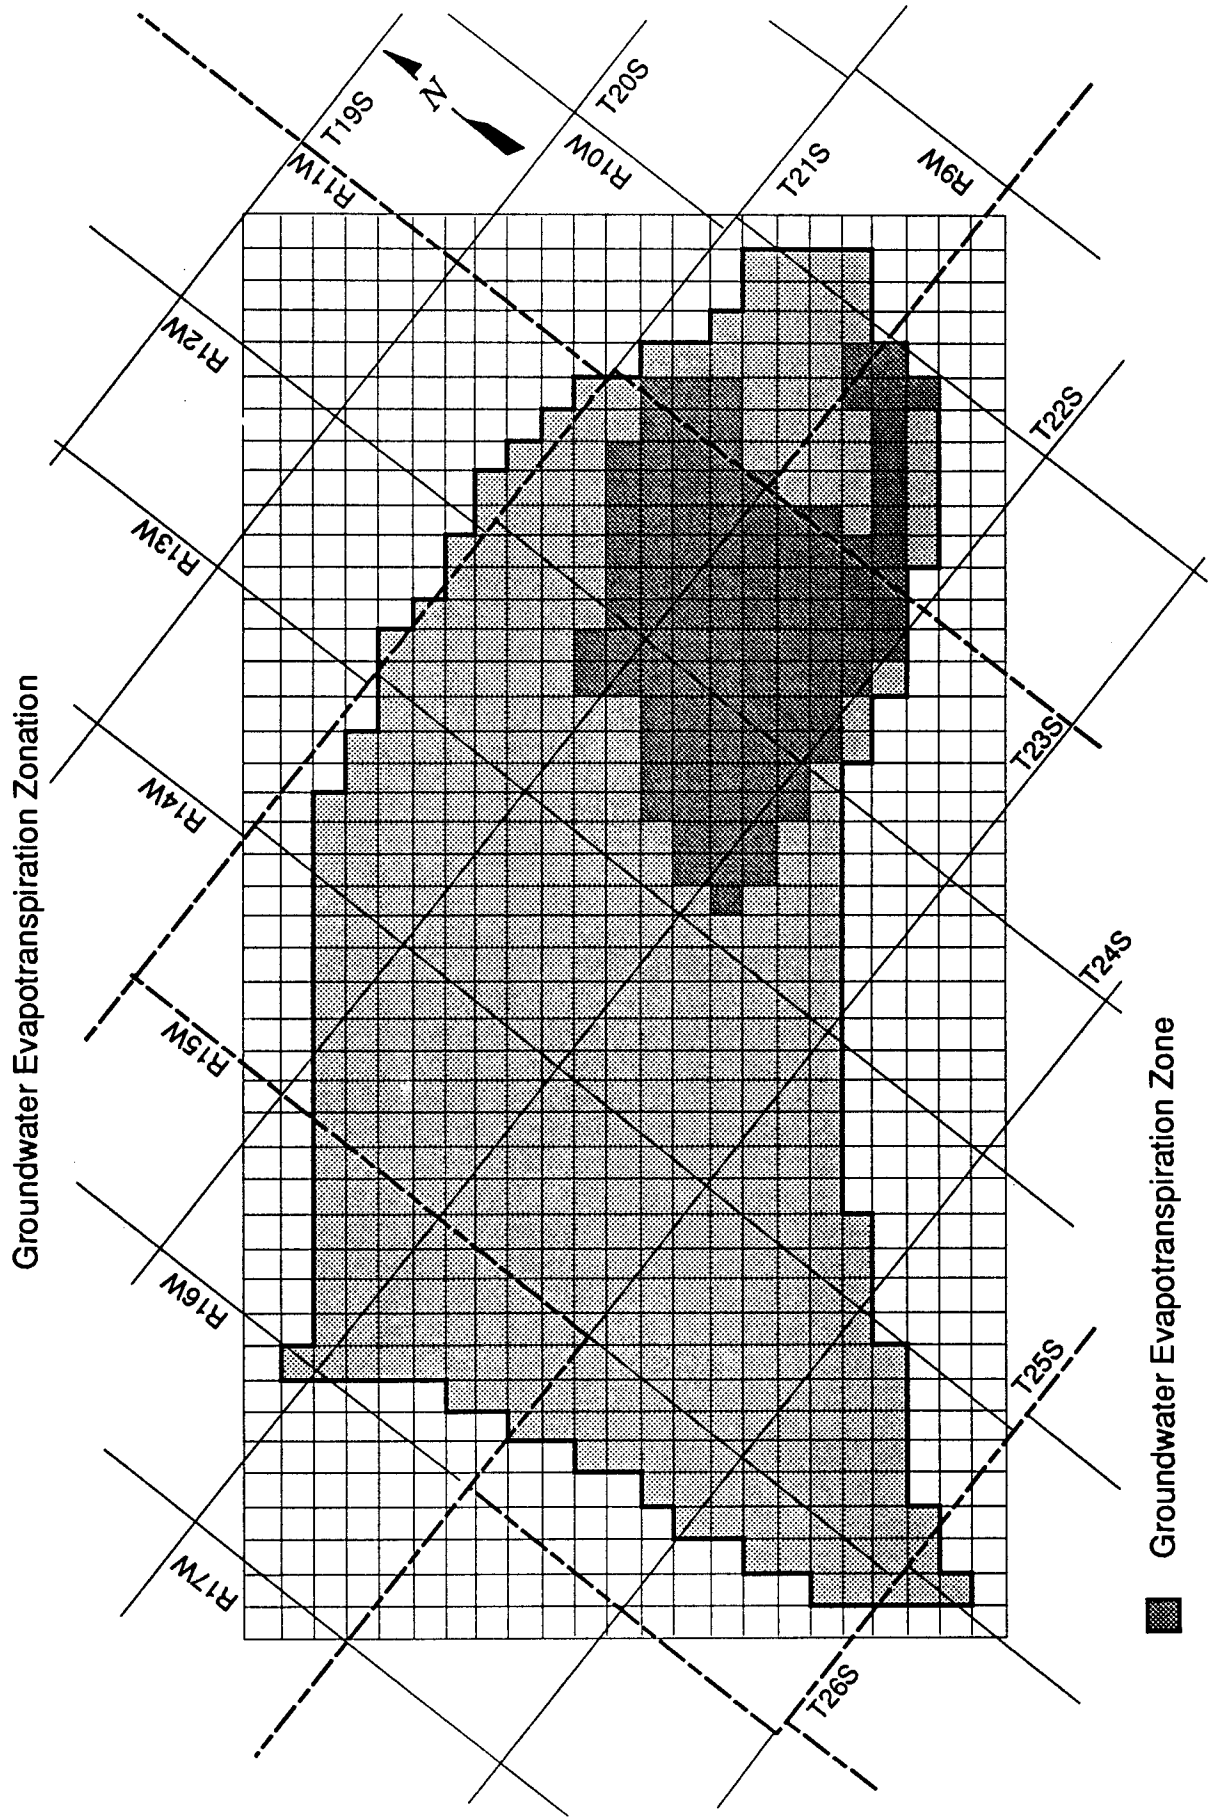 Groundwater Evapotranspiration Zonation
R17W
R16W
R15W
R14W
R13W
R12W
R11W
R10W
R9W
T19S
T20S
T21S
T22S
T23S
T24S
T25S
T26S
N
Groundwater Evapotranspiration Zone